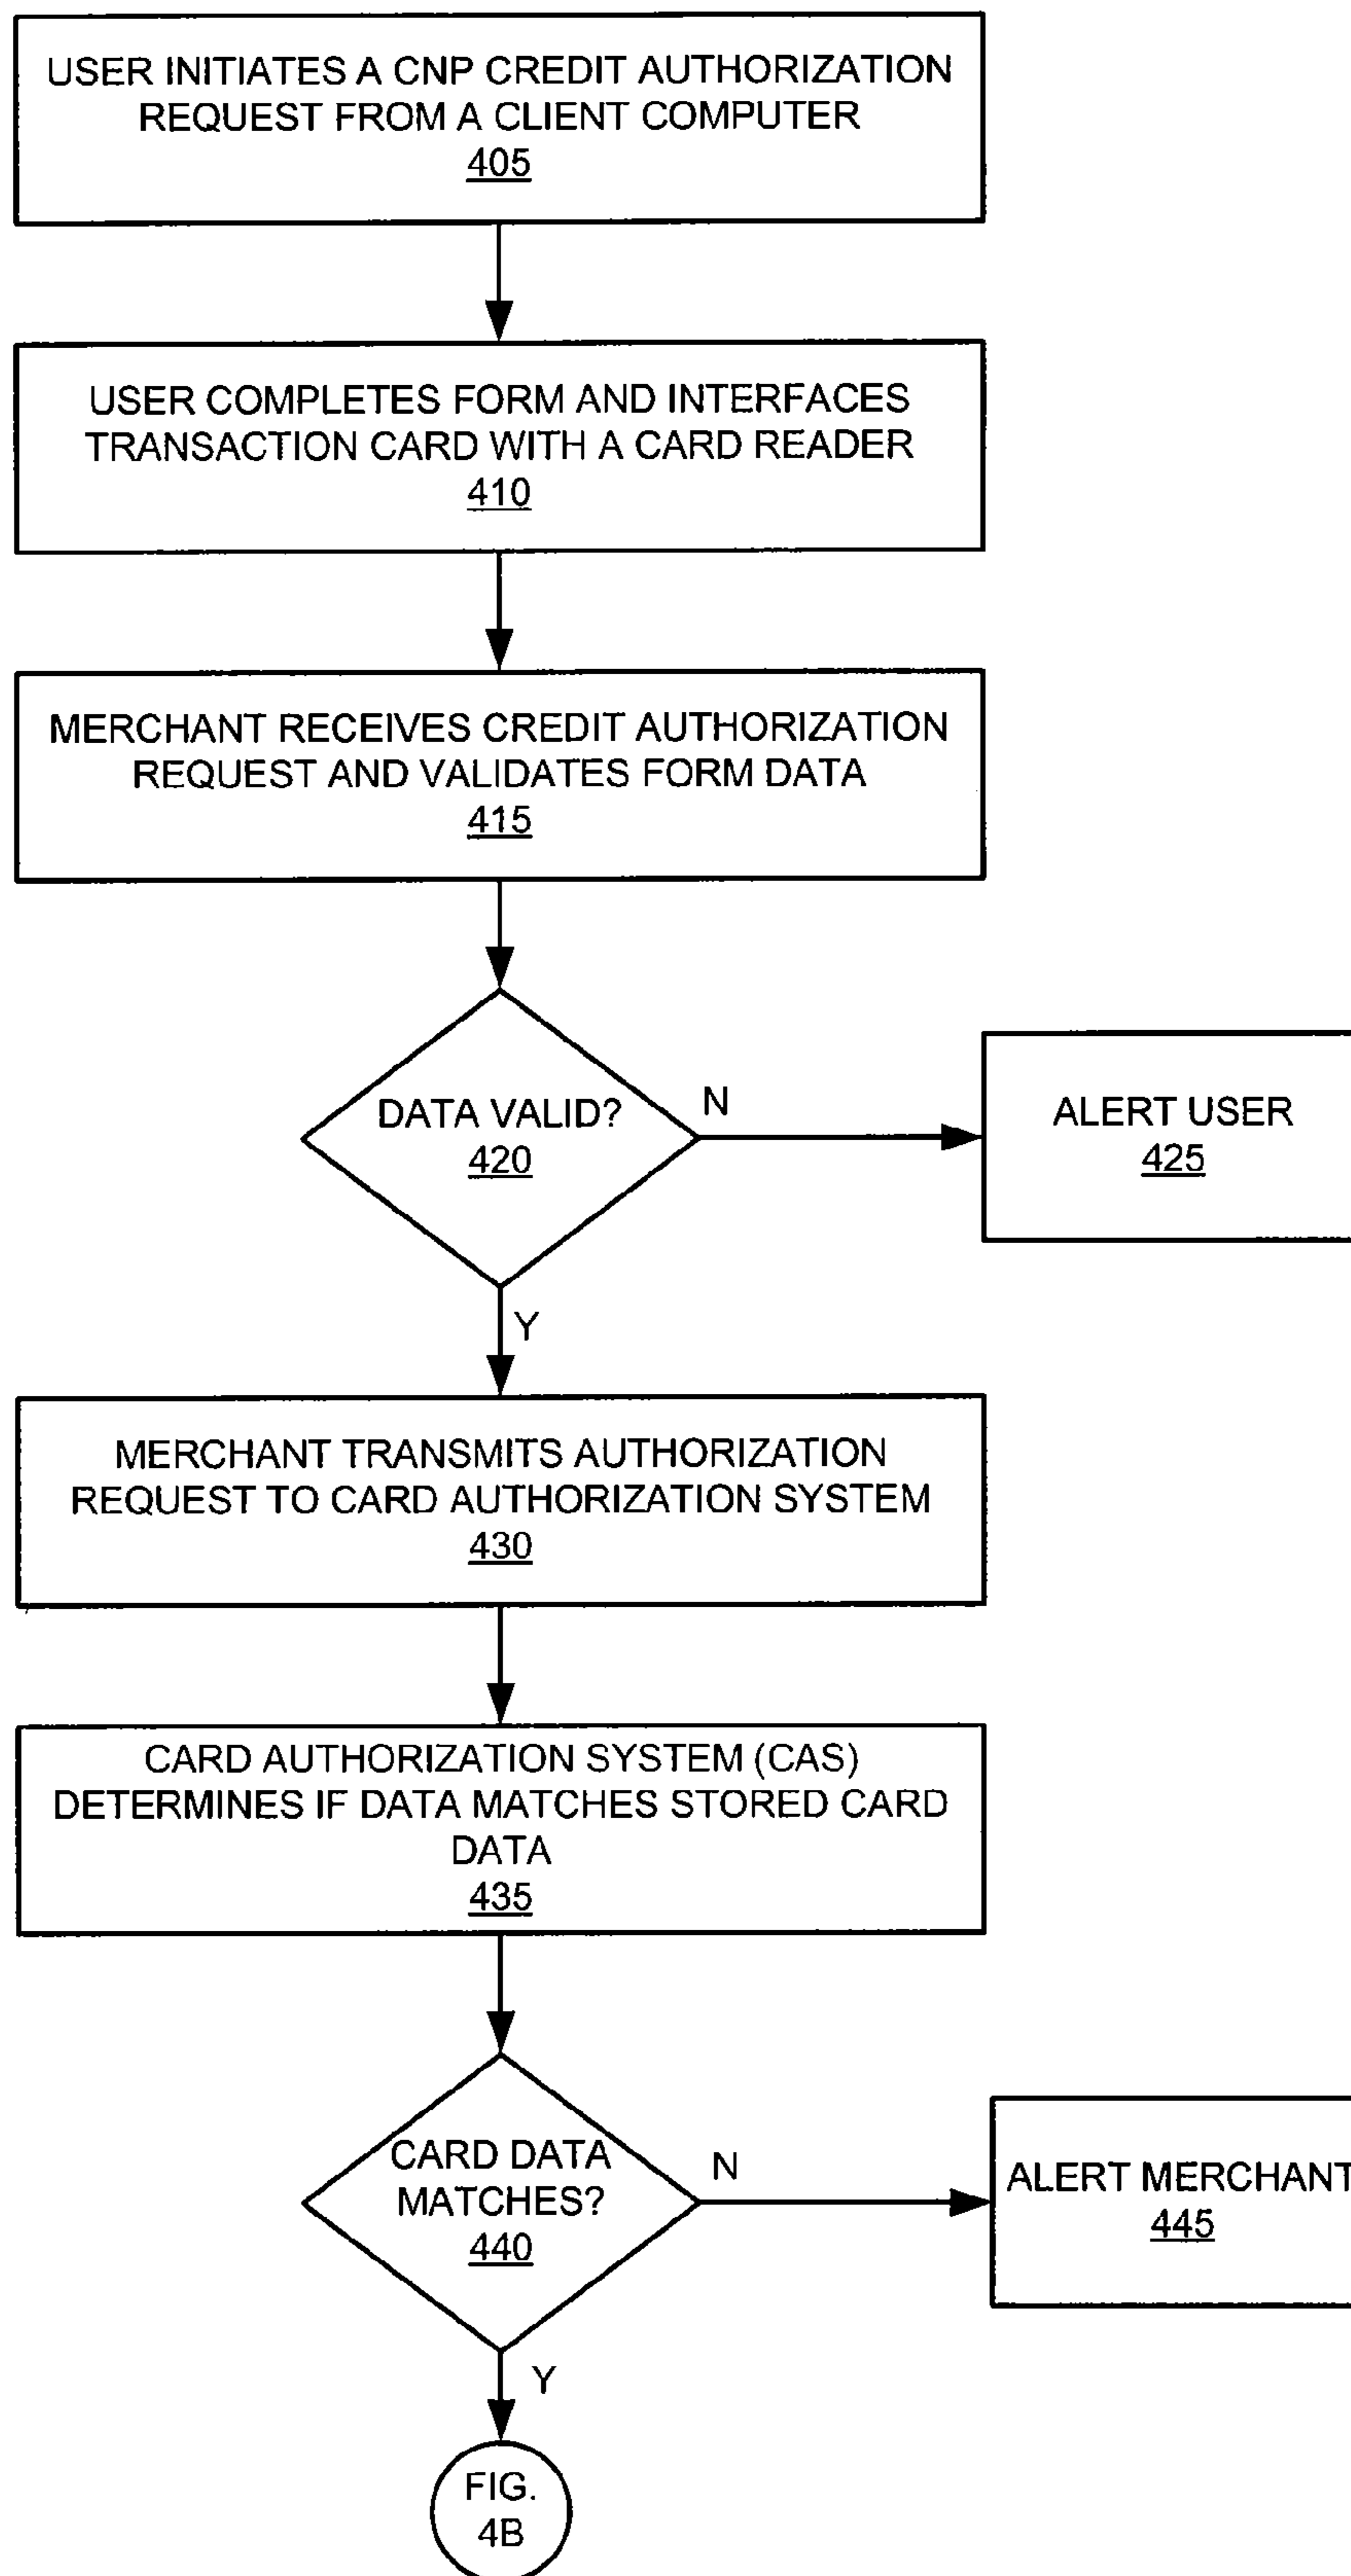 USER INITIATES A CNP CREDIT AUTHORIZATION
REQUEST FROM A CLIENT COMPUTER
405
USER COMPLETES FORM AND INTERFACES
TRANSACTION CARD WITH A CARD READER
410
MERCHANT RECEIVES CREDIT AUTHORIZATION
REQUEST AND VALIDATES FORM DATA
415
DATA VALID?
420
N
ALERT USER
425
Y
MERCHANT TRANSMITS AUTHORIZATION
REQUEST TO CARD AUTHORIZATION SYSTEM
430
CARD AUTHORIZATION SYSTEM (CAS)
DETERMINES IF DATA MATCHES STORED CARD
DATA
435
CARD DATA
MATCHES?
440
N
ALERT MERCHANT
445
Y
FIG.
4B